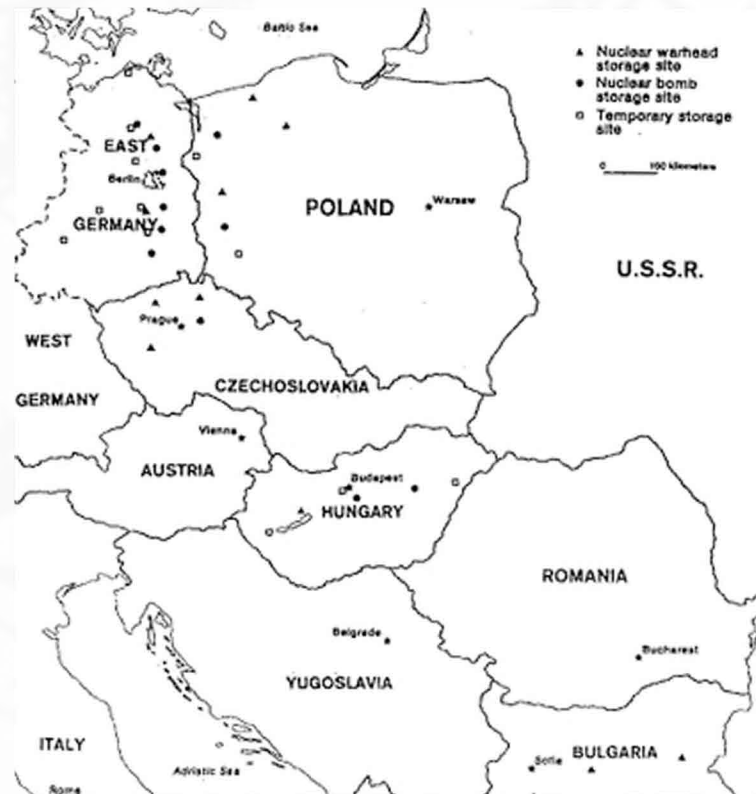 Baltic Sea
Nuclear warhead
storage site
Nuclear bomb
storage site
Temporary storage
site
0 100 kilometers
EAST
Berlin
GERMANY
POLAND
Warsaw
U.S.S.R.
Prague
WEST
GERMANY
CZECHOSLOVAKIA
Vienna
AUSTRIA
Budapest
HUNGARY
ROMANIA
Belgrade
Bucharest
YUGOSLAVIA
ITALY
Adriatic Sea
Sofia
BULGARIA
Rome